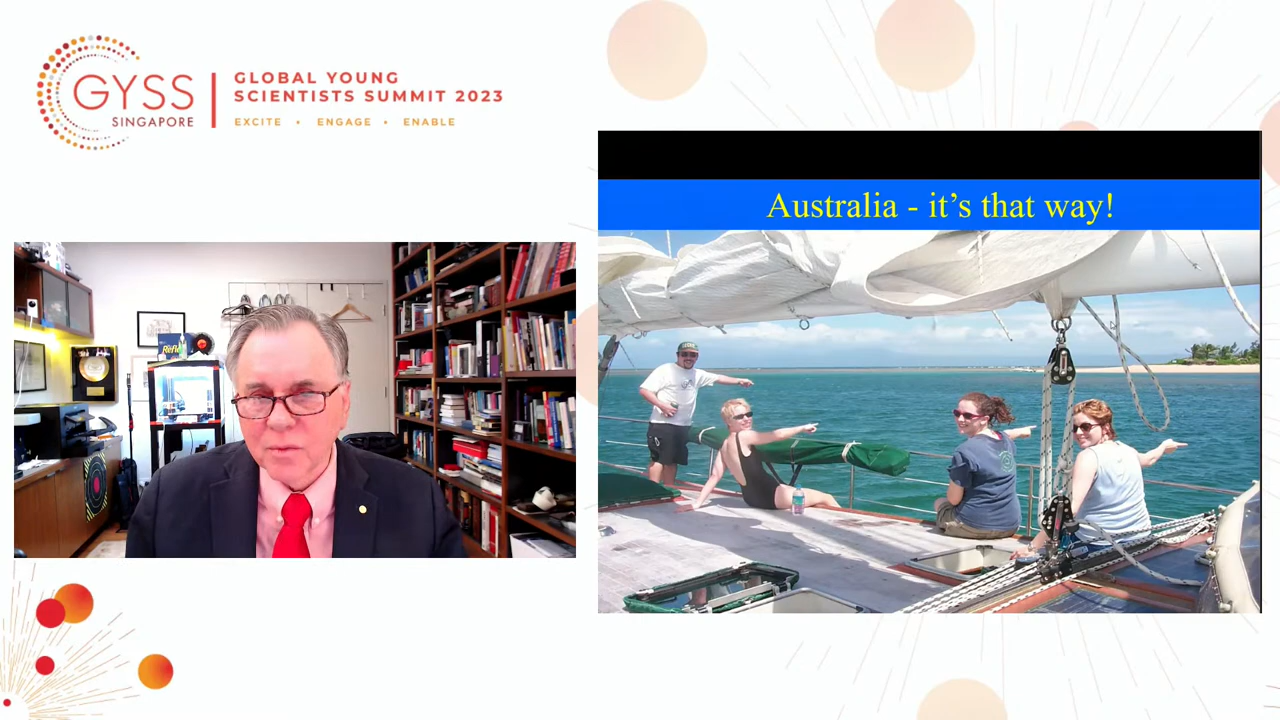 GYSS
SINGAPORE
GLOBAL YOUNG
SCIENTISTS SUMMIT 2023
EXCITE • ENGAGE • ENABLE
Australia - it's that way!